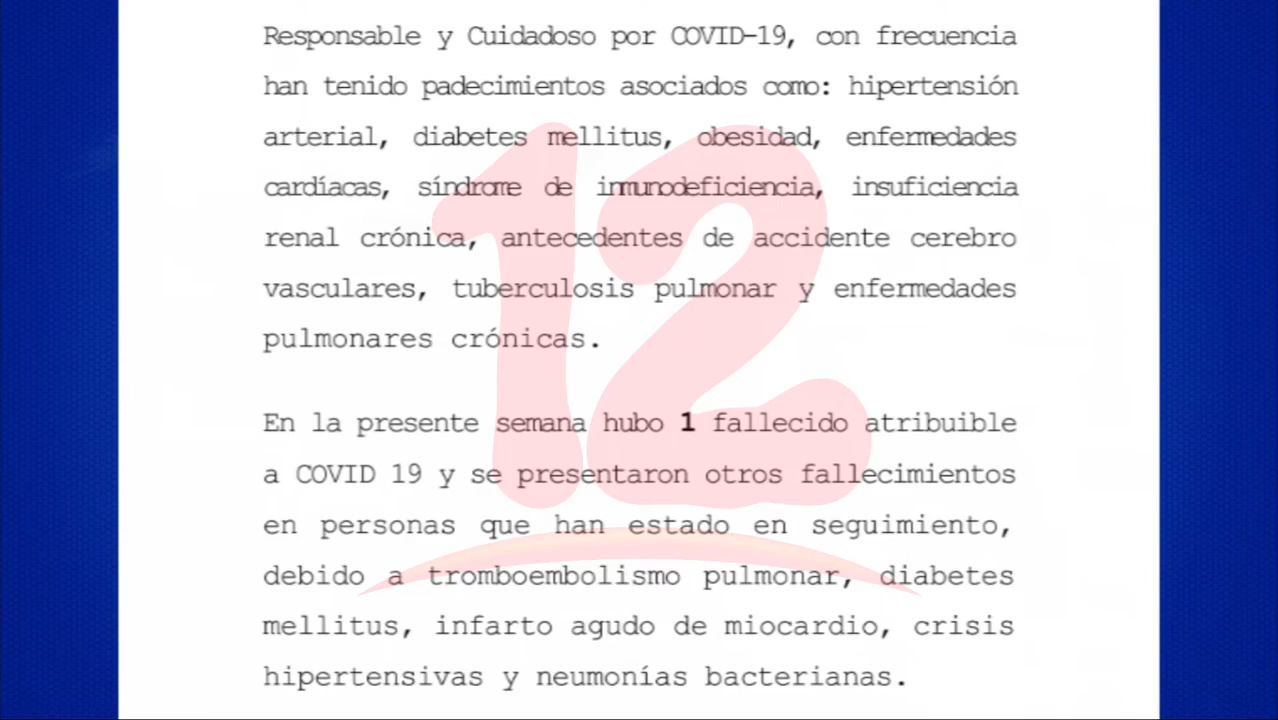 Responsable y Cuidadoso por COVID-19, con frecuencia
han tenido padecimientos asociados como: hipertensión
arterial, diabetes mellitus, obesidad, enfermedades
cardíacas, síndrome de inmunodeficiencia, insuficiencia
renal crónica, antecedentes de accidente cerebro
vasculares, tuberculosis pulmonar y enfermedades
pulmonares crónicas.
En la presente semana hubo 1 fallecido atribuible
a COVID 19 y se presentaron otros fallecimientos
en personas que han estado en seguimiento,
debido a tromboembolismo pulmonar, diabetes
mellitus, infarto agudo de miocardio, crisis
hipertensivas y neumonías bacterianas.
12